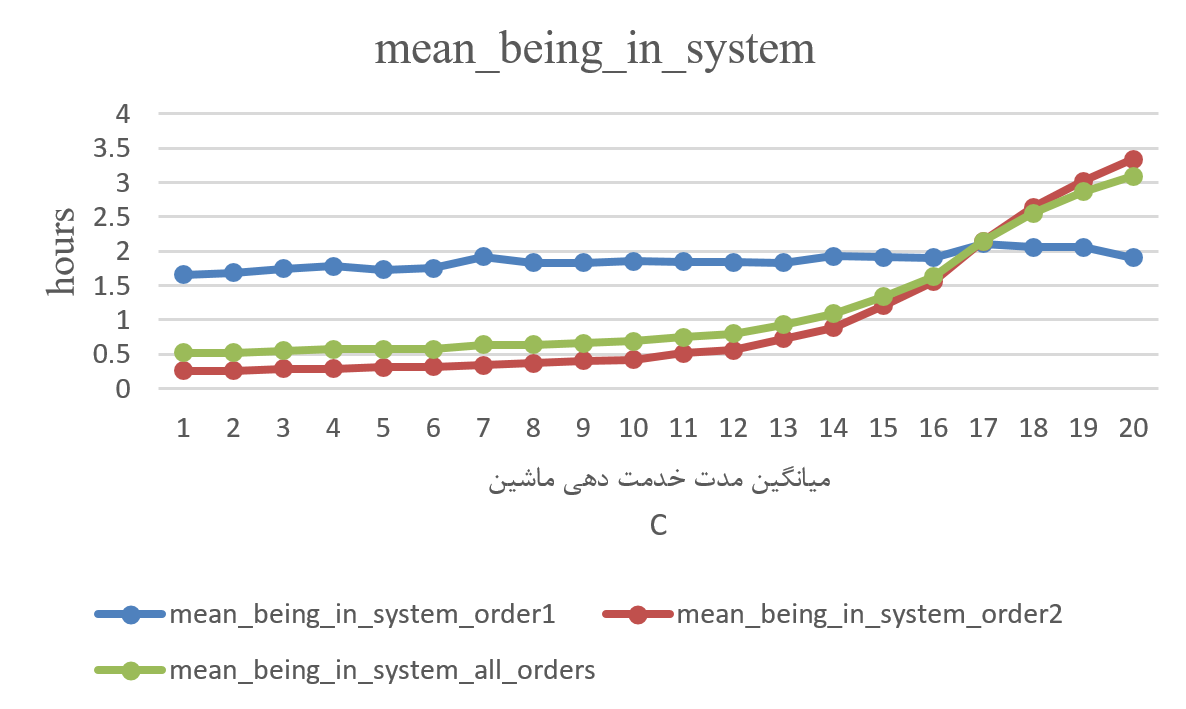 mean_being_in_system
4
3.5
3
2.5
2
1.5
1
0.5
0
hours
1 2 3 4 5 6 7 8 9 10 11 12 13 14 15 16 17 18 19 20
میانگین مدت خدمت دهی ماشین
C
mean_being_in_system_order1 mean_being_in_system_order2
mean_being_in_system_all_orders